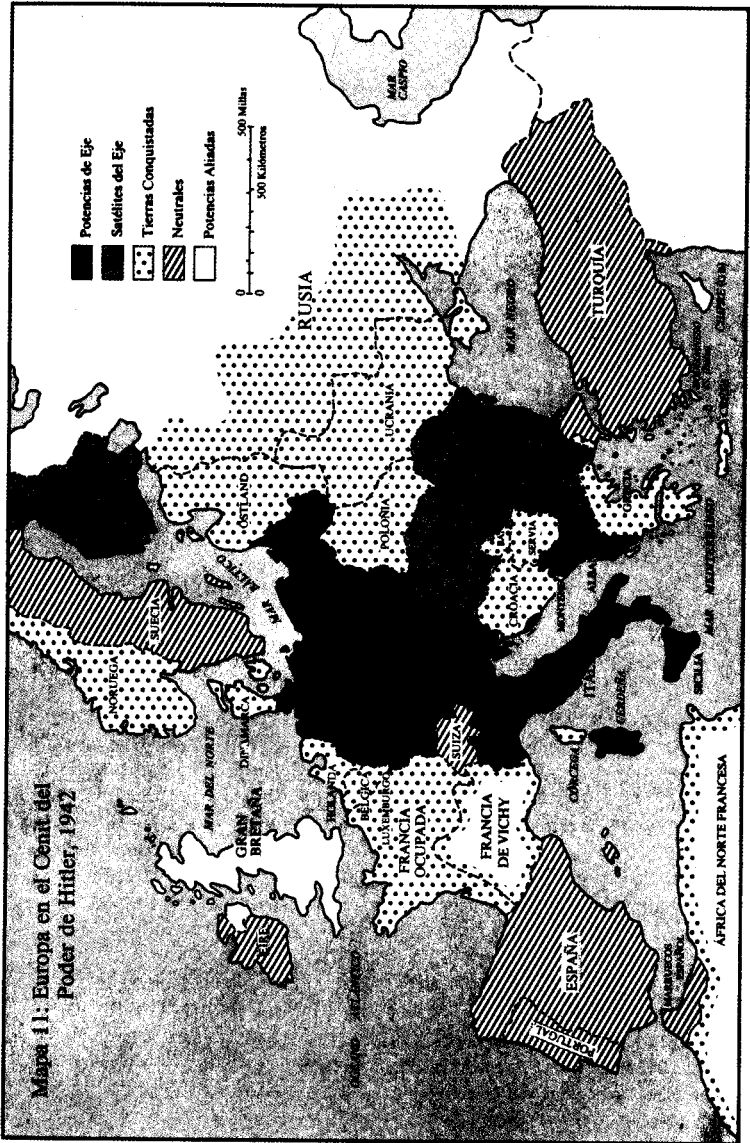 Mapa 11: Europa en el Cenit del
Poder de Hitler, 1942
Potencias de Eje
Satélites del Eje
Tierras Conquistadas
Neutrales
Potencias Aliadas
0 500 Millas
0 500 Kilómetros
MAR CASPIO
RUSIA
NORUEGA
SUECIA
MAR BÁLTICO
OSTLAND
MAR DEL NORTE
DINAMARCA
GRAN
BRETAÑA
EIRE
HOLANDA
BÉLGICA
LUXEMBURGO
POLONIA
UCRANIA
OCÉANO ATLÁNTICO
FRANCIA
OCUPADA
SUIZA
FRANCIA
DE VICHY
CROACIA
SERVIA
MAR NEGRO
TURQUÍA
GRECIA
CÓRCEGA
CERDEÑA
SICILIA
MAR MEDITERRÁNEO
ESPAÑA
PORTUGAL
MARRUECOS
ESPAÑOL
ÁFRICA DEL NORTE FRANCESA